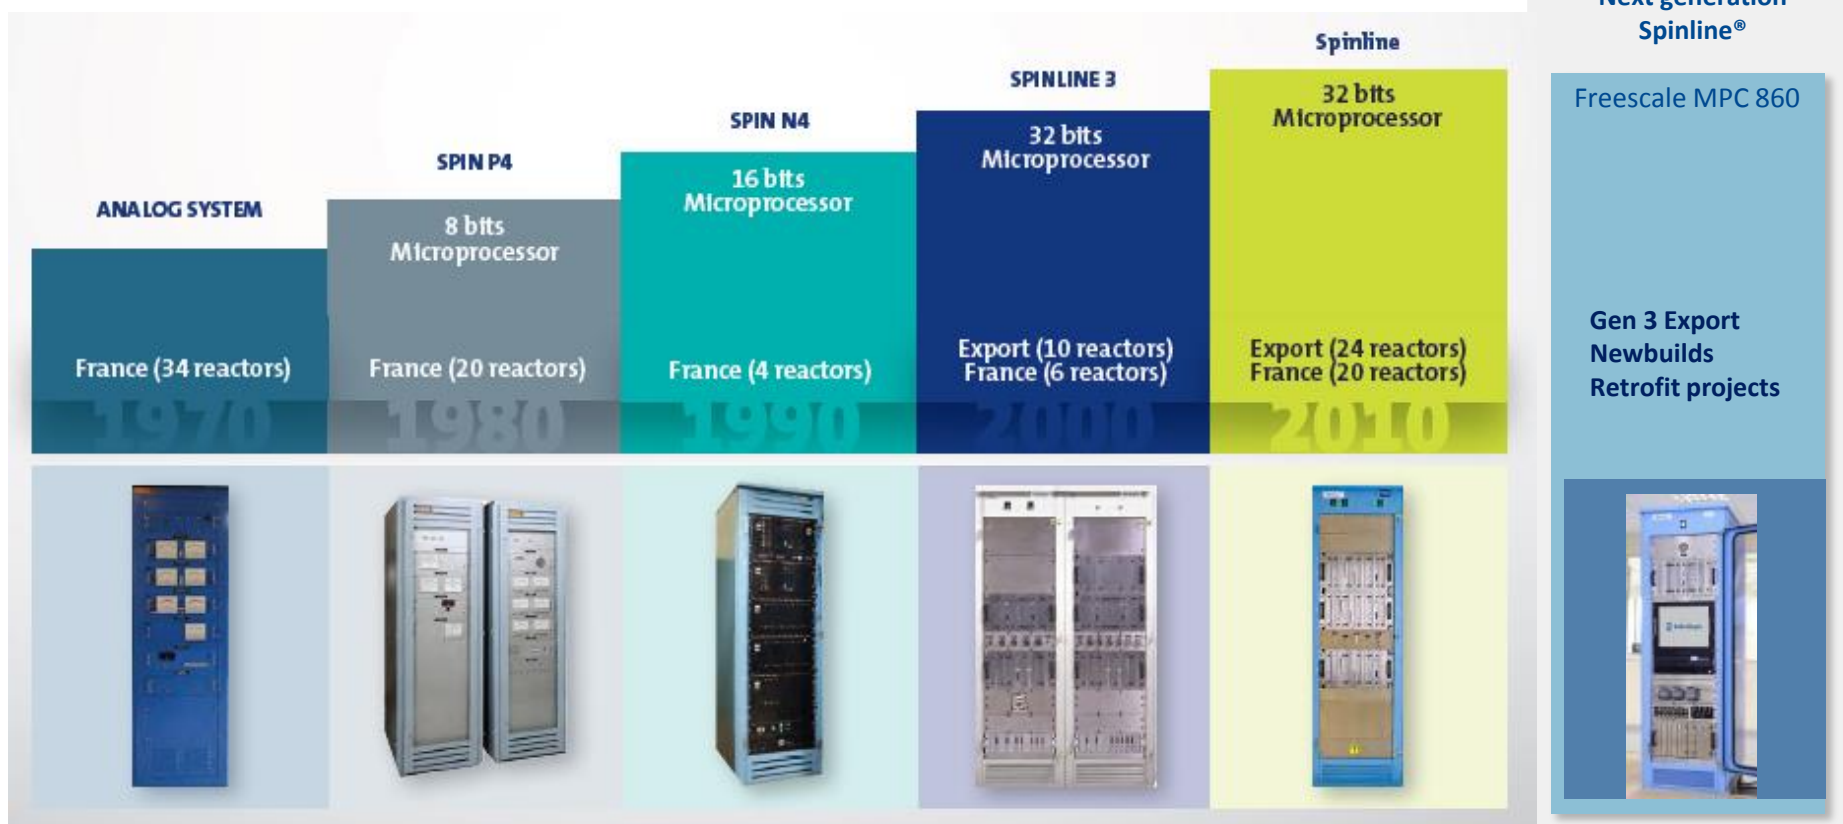 Next generation
Spinline®
ANALOG SYSTEM
France (34 reactors)
1970
SPIN P4
8 bits
Microprocessor
France (20 reactors)
1980
SPIN N4
16 bits
Microprocessor
France (4 reactors)
1990
SPINLINE 3
32 bits
Microprocessor
Export (10 reactors)
France (6 reactors)
2000
Spinline
32 bits
Microprocessor
Export (24 reactors)
France (20 reactors)
2010
Freescale MPC 860
Gen 3 Export
Newbuilds
Retrofit projects